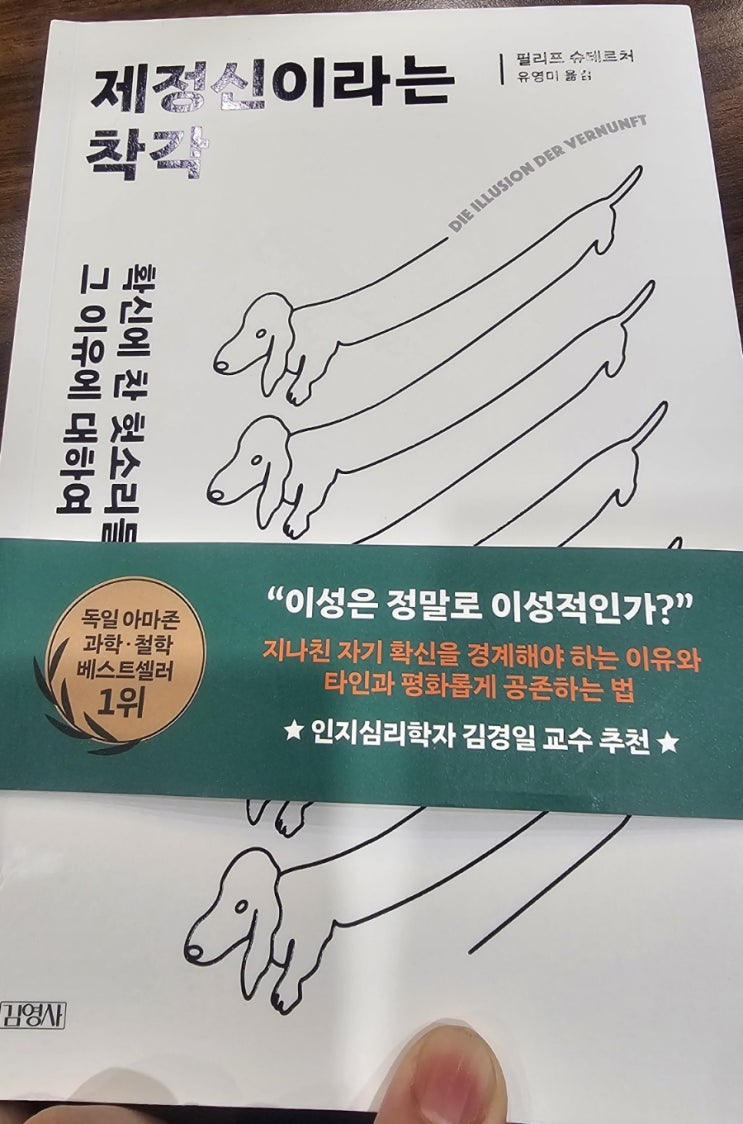 제정신이라는
착각
필리프 슈테르처
유영미 옮김
DIE ILLUSION DER VERNUNFT
확신에 찬 헛소리들
그 이유에 대하여
독일 아마존
과학·철학
베스트셀러
1위
“이성은 정말로 이성적인가?”
지나친 자기 확신을 경계해야 하는 이유와
타인과 평화롭게 공존하는 법
★ 인지심리학자 김경일 교수 추천 ★
김영사